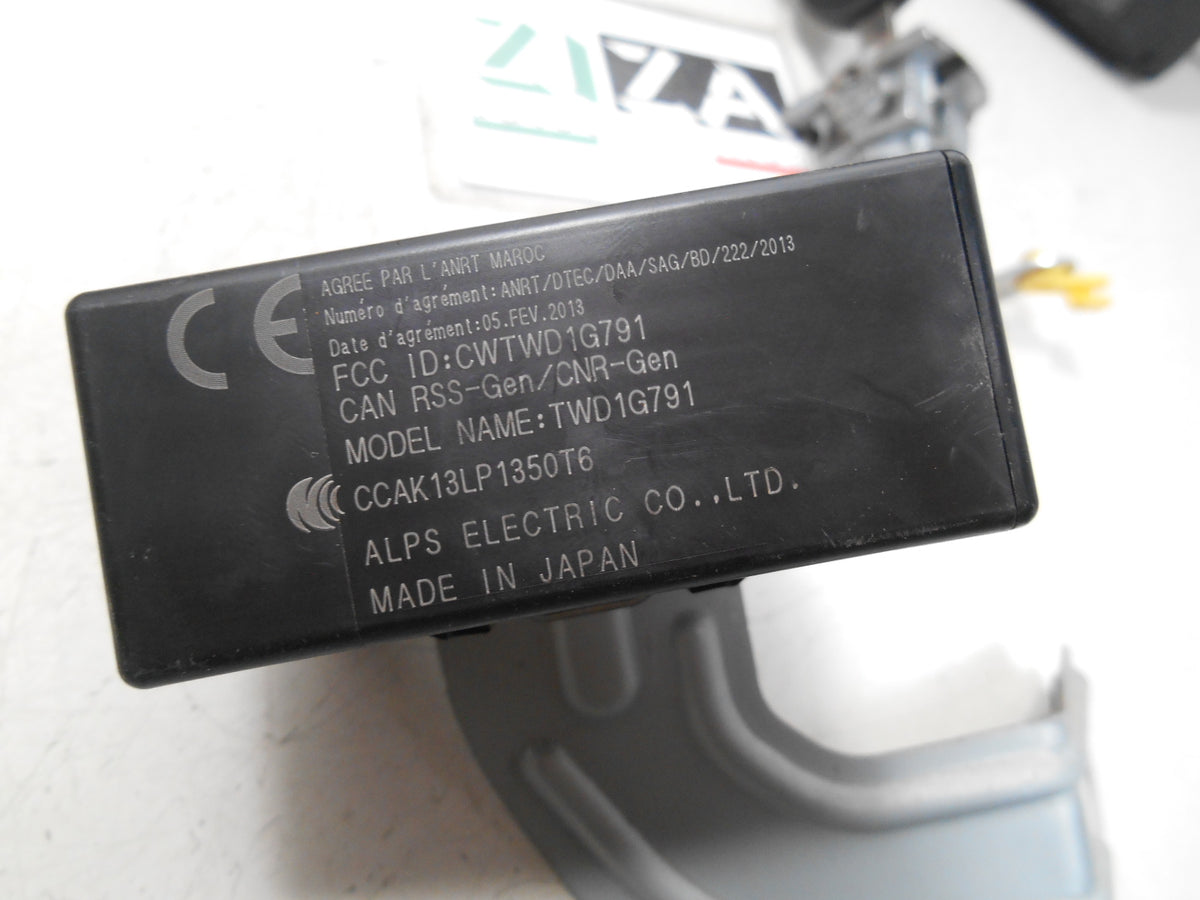 ZIZA
CE
AGREE PAR L'ANRT MAROC
Numéro d'agrément:ANRT/DTEC/DAA/SAG/BD/222/2013
Date d'agrément:05.FEV.2013
FCC ID:CWTWD1G791
CAN RSS-Gen/CNR-Gen
MODEL NAME:TWD1G791
CCAK13LP1350T6
ALPS ELECTRIC CO.,LTD.
MADE IN JAPAN